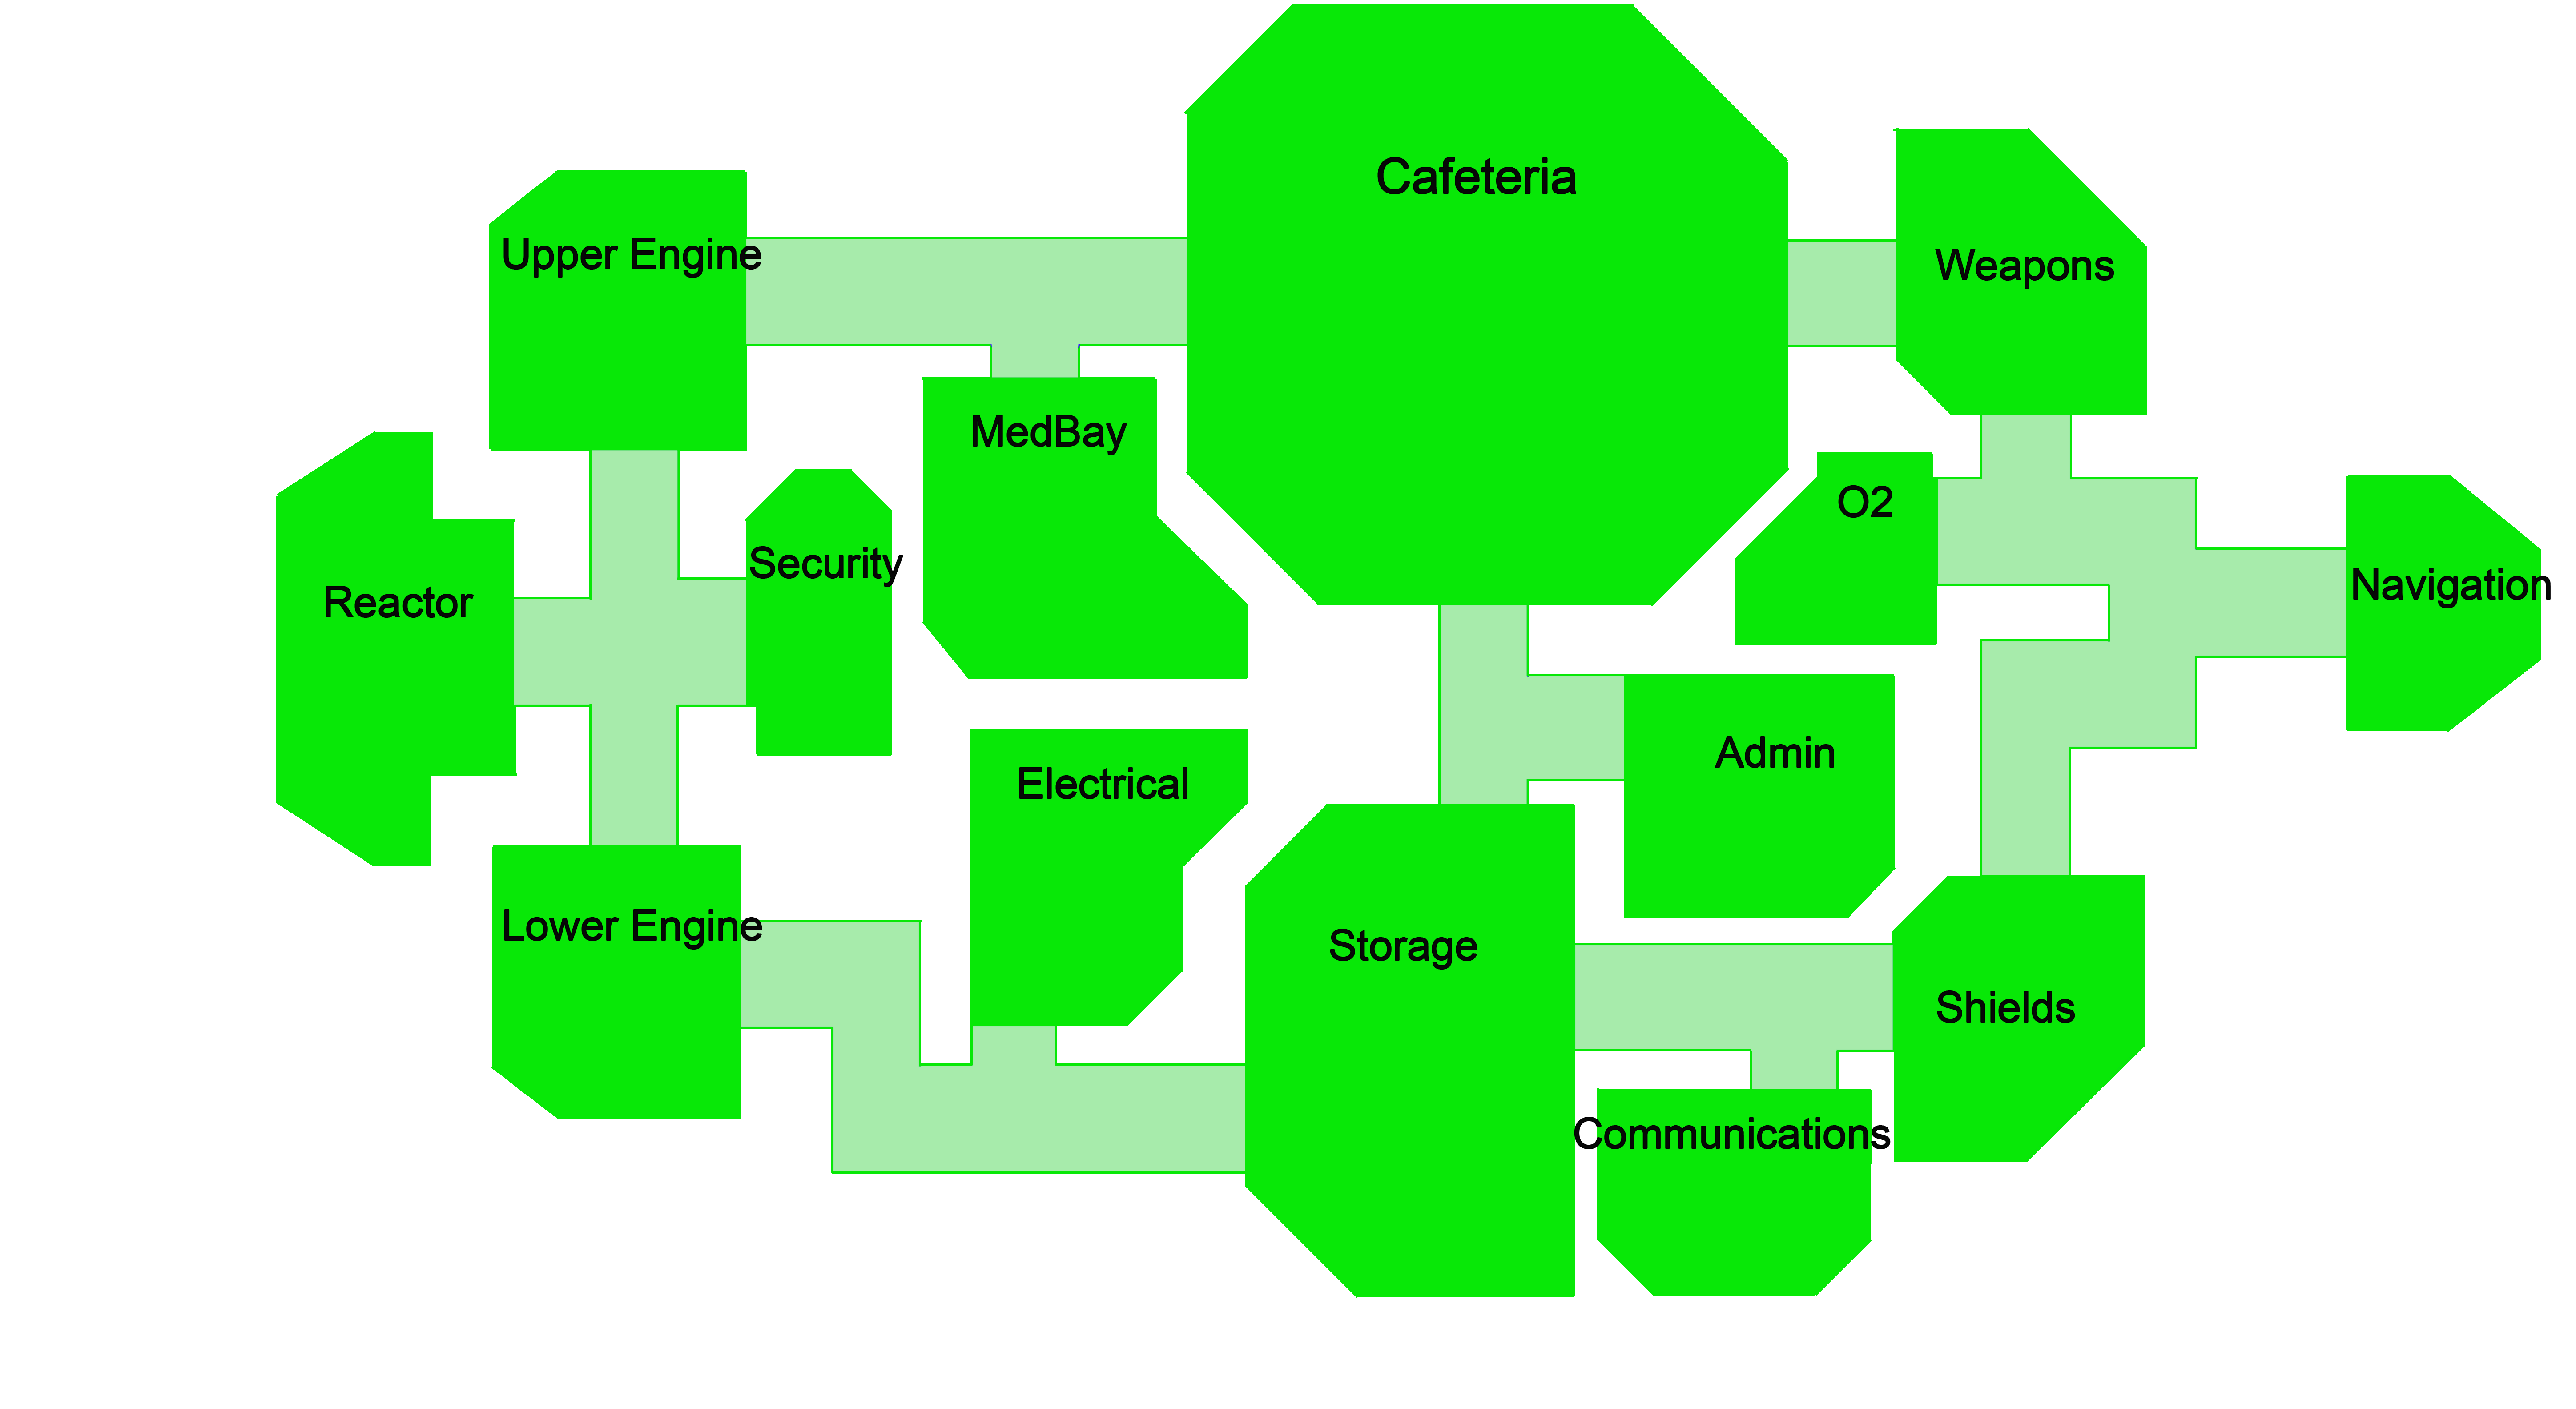 Cafeteria
Upper Engine
Weapons
MedBay
O2
Security
Navigation
Reactor
Admin
Electrical
Lower Engine
Storage
Shields
Communications